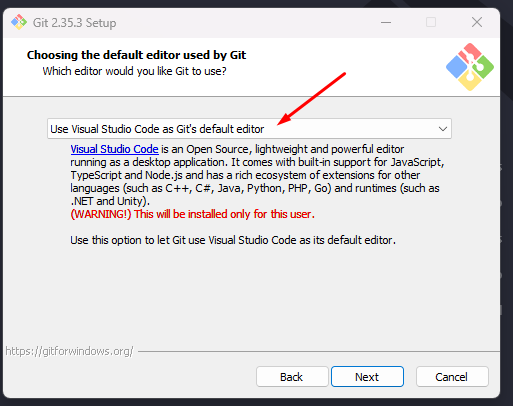 Git 2.35.3 Setup
Choosing the default editor used by Git
Which editor would you like Git to use?
Use Visual Studio Code as Git's default editor
Visual Studio Code is an Open Source, lightweight and powerful editor
running as a desktop application. It comes with built-in support for JavaScript,
TypeScript and Node.js and has a rich ecosystem of extensions for other
languages (such as C++, C#, Java, Python, PHP, Go) and runtimes (such as
.NET and Unity).
(WARNING!) This will be installed only for this user.
Use this option to let Git use Visual Studio Code as its default editor.
https://gitforwindows.org/
Back
Next
Cancel